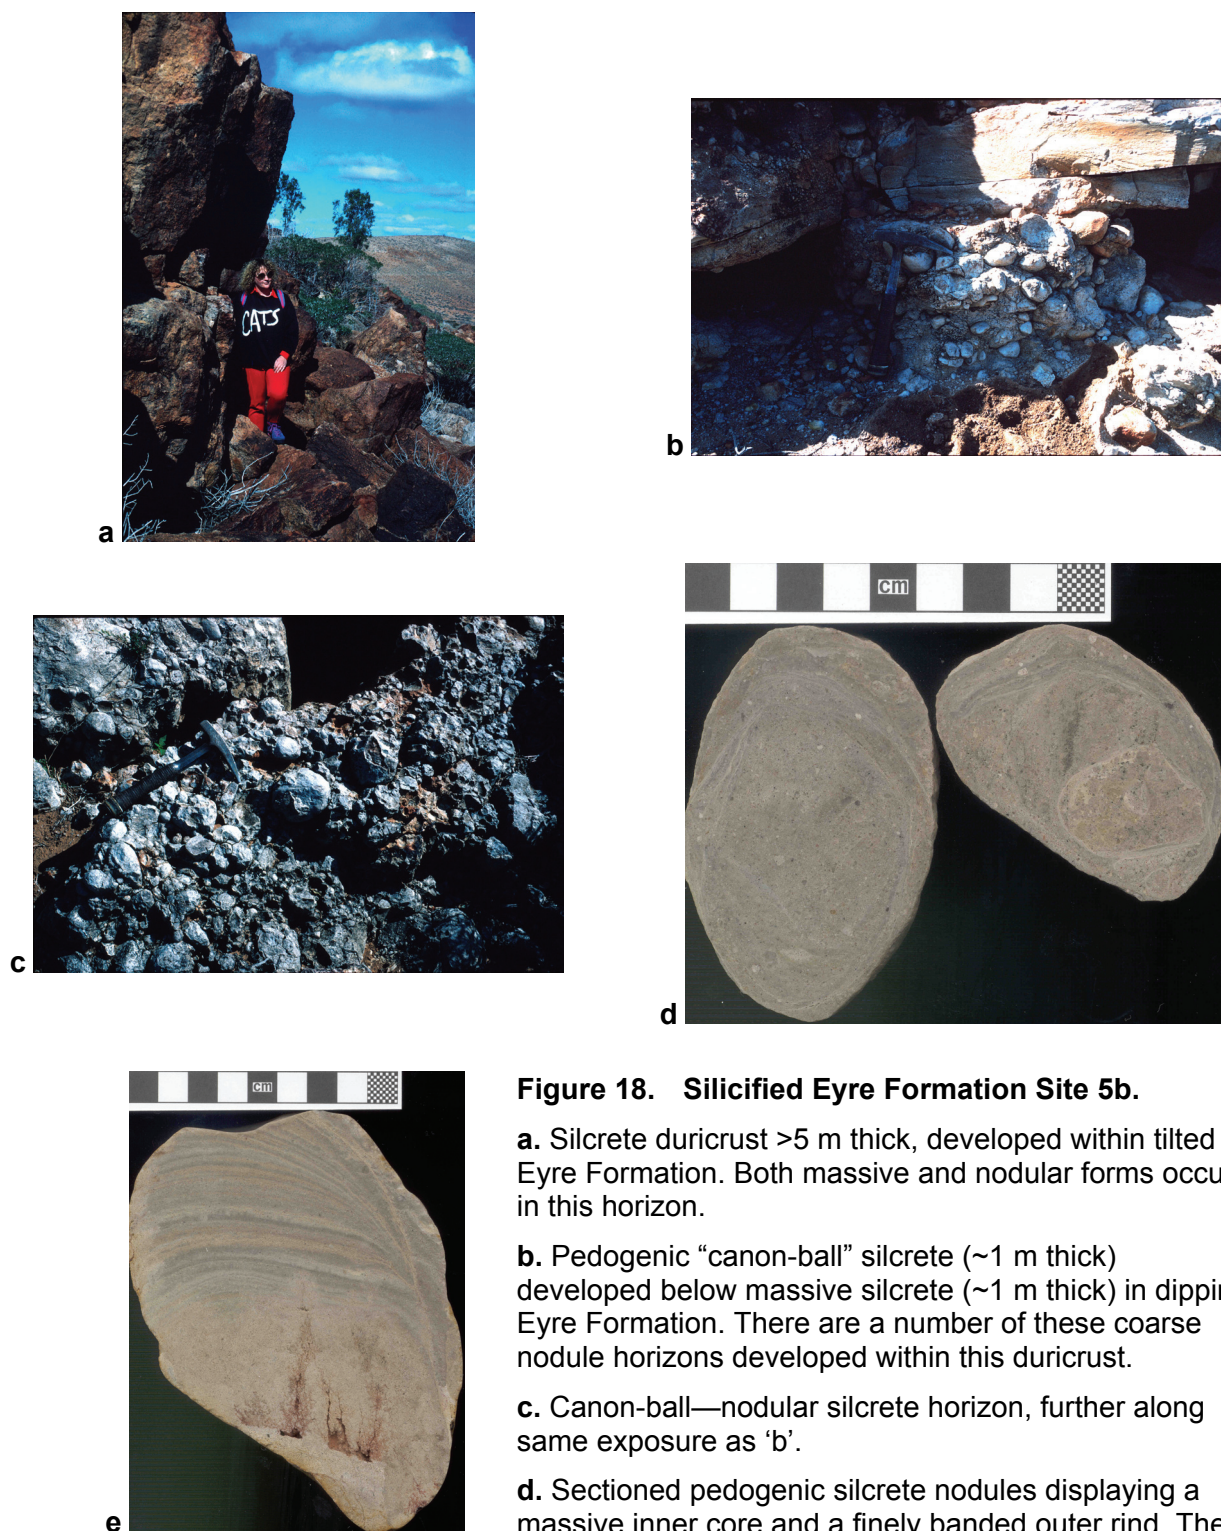 CATS
a
b
cm
c
d
cm
e
Figure 18. Silicified Eyre Formation Site 5b.
a. Silcrete duricrust >5 m thick, developed within tilted
Eyre Formation. Both massive and nodular forms occu
in this horizon.
b. Pedogenic “canon-ball” silcrete (~1 m thick)
developed below massive silcrete (~1 m thick) in dippin
Eyre Formation. There are a number of these coarse
nodule horizons developed within this duricrust.
c. Canon-ball—nodular silcrete horizon, further along
same exposure as ‘b’.
d. Sectioned pedogenic silcrete nodules displaying a
massive inner core and a finely banded outer rind. The